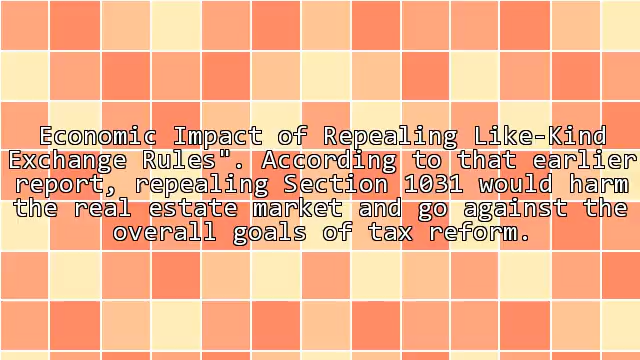 Economic Impact of Repealing Like-Kind
Exchange Rules". According to that earlier
report, repealing Section 1031 would harm
the real estate market and go against the
overall goals of tax reform.